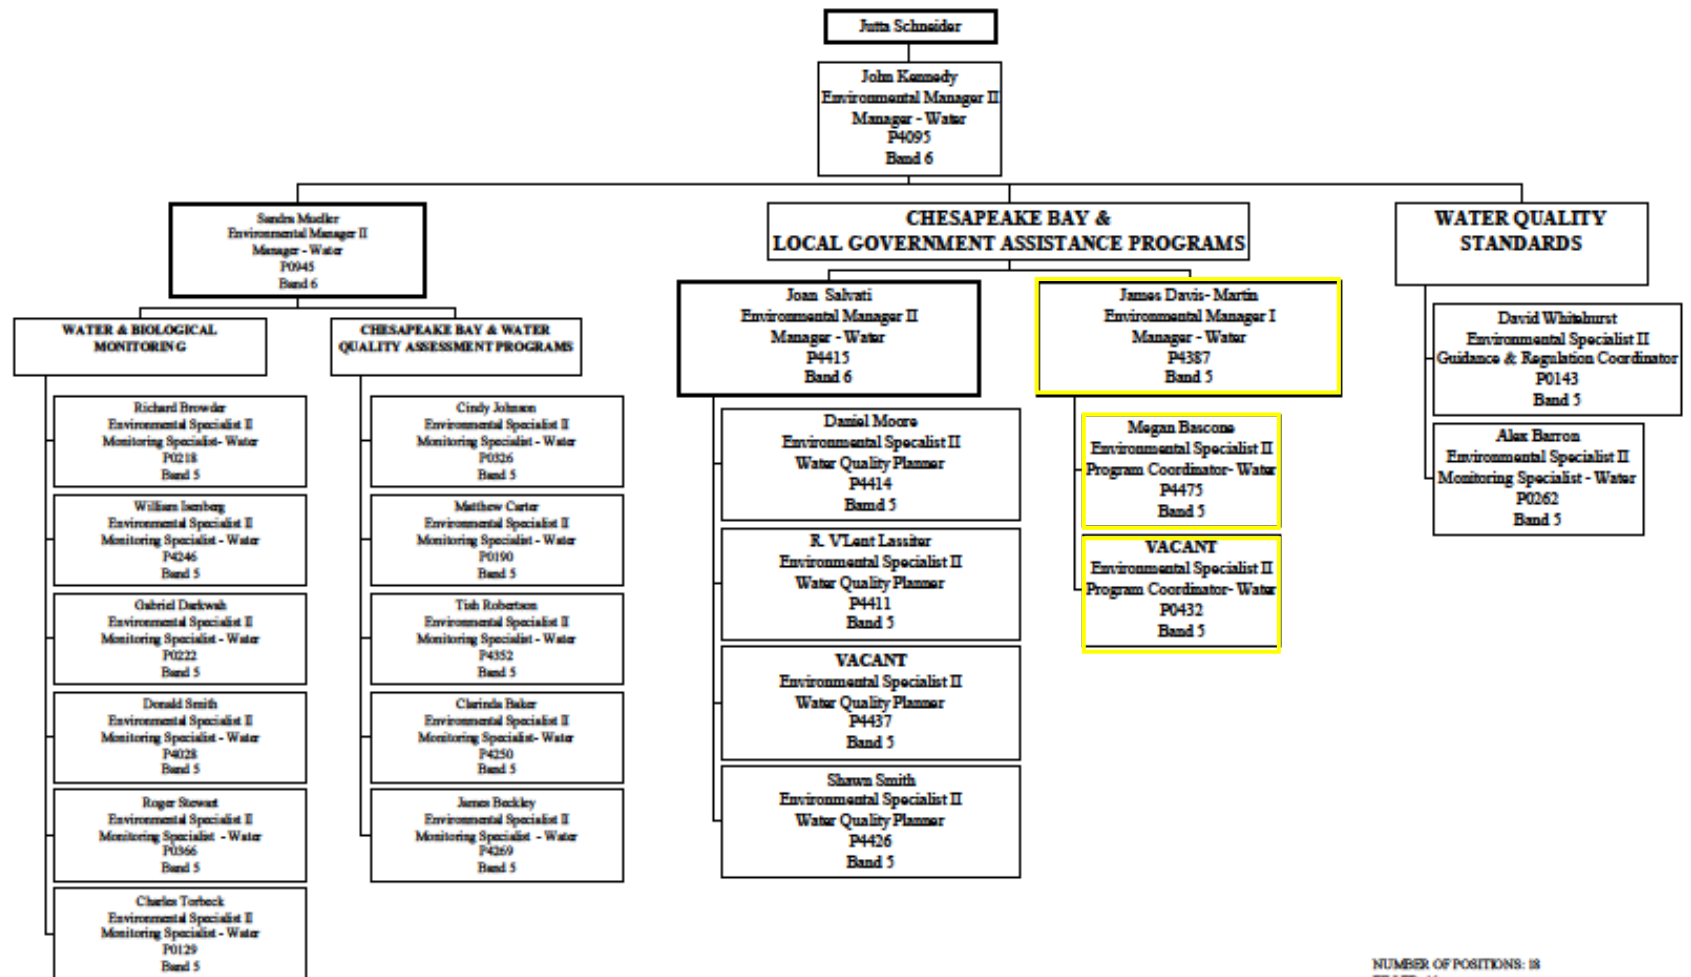 Jutta Schneider
John Kennedy
Environmental Manager II
Manager - Water
P4095
Band 6
Sandra Mueller
Environmental Manager II
Manager - Water
P0945
Band 6
WATER & BIOLOGICAL
MONITORING
Richard Browder
Environmental Specialist II
Monitoring Specialist- Water
P0218
Band 5
William Isenberg
Environmental Specialist II
Monitoring Specialist - Water
P4246
Band 5
Gabriel Darkwah
Environmental Specialist II
Monitoring Specialist - Water
P0222
Band 5
Donald Smith
Environmental Specialist II
Monitoring Specialist - Water
P4028
Band 5
Roger Stewart
Environmental Specialist II
Monitoring Specialist - Water
P0366
Band 5
Charles Torbeck
Environmental Specialist II
Monitoring Specialist - Water
P0129
Band 5
CHESAPEAKE BAY & WATER
QUALITY ASSESSMENT PROGRAMS
Cindy Johnson
Environmental Specialist II
Monitoring Specialist - Water
P0326
Band 5
Matthew Carter
Environmental Specialist II
Monitoring Specialist - Water
P0190
Band 5
Tish Robertson
Environmental Specialist II
Monitoring Specialist - Water
P4352
Band 5
Clarinda Baker
Environmental Specialist II
Monitoring Specialist- Water
P4250
Band 5
James Beckley
Environmental Specialist II
Monitoring Specialist - Water
P4269
Band 5
CHESAPEAKE BAY &
LOCAL GOVERNMENT ASSISTANCE PROGRAMS
Joan Salvati
Environmental Manager II
Manager - Water
P4415
Band 6
Daniel Moore
Environmental Specalist II
Water Quality Planner
P4414
Bamd 5
R. V'Lent Lassiter
Environmental Specialist II
Water Quality Planner
P4411
Band 5
VACANT
Environmental Specialist II
Water Quality Planner
P4437
Band 5
Shawn Smith
Environmental Specialist II
Water Quality Planner
P4426
Band 5
James Davis- Martin
Environmental Manager I
Manager - Water
P4387
Band 5
Megan Bascone
Environmental Specialist II
Program Coordinator- Water
P4475
Band 5
VACANT
Environmental Specialist II
Program Coordinator- Water
P0432
Band 5
WATER QUALITY
STANDARDS
David Whitehurst
Environmental Specialist II
Guidance & Regulation Coordinator
P0143
Band 5
Alex Barron
Environmental Specialist II
Monitoring Specialist - Water
P0262
Band 5
NUMBER OF POSITIONS: 18